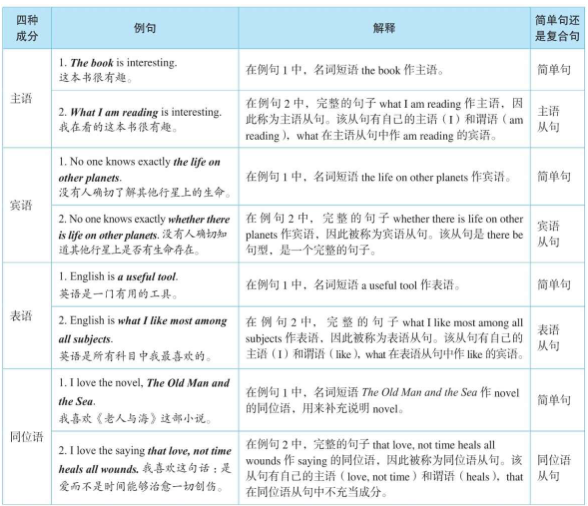 四种
成分
例句
解释
简单句还
是复合句
主语
1. The book is interesting.
这本书很有趣。
在例句 1 中，名词短语 the book 作主语。
简单句
2. What I am reading is interesting.
我在看的这本书很有趣。
在例句 2 中，完整的句子 what I am reading 作主语，因
此称为主语从句。该从句有自己的主语（I）和谓语（am
reading），what 在主语从句中作 am reading 的宾语。
主语
从句
宾语
1. No one knows exactly the life on
other planets.
没有人确切了解其他行星上的生命。
在例句 1 中，名词短语 the life on other planets 作宾语。
简单句
2. No one knows exactly whether there
is life on other planets. 没有人确切知
道其他行星上是否有生命存在。
在例句 2 中，完整的句子 whether there is life on other
planets 作宾语，因此被称为宾语从句。该从句是 there be
句型，是一个完整的句子。
宾语
从句
表语
1. English is a useful tool.
英语是一门有用的工具。
在例句 1 中，名词短语 a useful tool 作表语。
简单句
2. English is what I like most among
all subjects.
英语是所有科目中我最喜欢的。
在例句 2 中，完整的句子 what I like most among all
subjects 作表语，因此被称为表语从句。该从句有自己的
主语（I）和谓语（like），what 在表语从句中作 like 的宾语。
表语
从句
同位语
1. I love the novel, The Old Man and
the Sea.
我喜欢《老人与海》这部小说。
在例句 1 中，名词短语 The Old Man and the Sea 作 novel
的同位语，用来补充说明 novel。
简单句
2. I love the saying that love, not time
heals all wounds. 我喜欢这句话：是
爱而不是时间能够治愈一切创伤。
在例句 2 中，完整的句子 that love, not time heals all
wounds 作 saying 的同位语，因此被称为同位语从句。该
从句有自己的主语（love, not time）和谓语（heals），that
在同位语从句中不充当成分。
同位语
从句